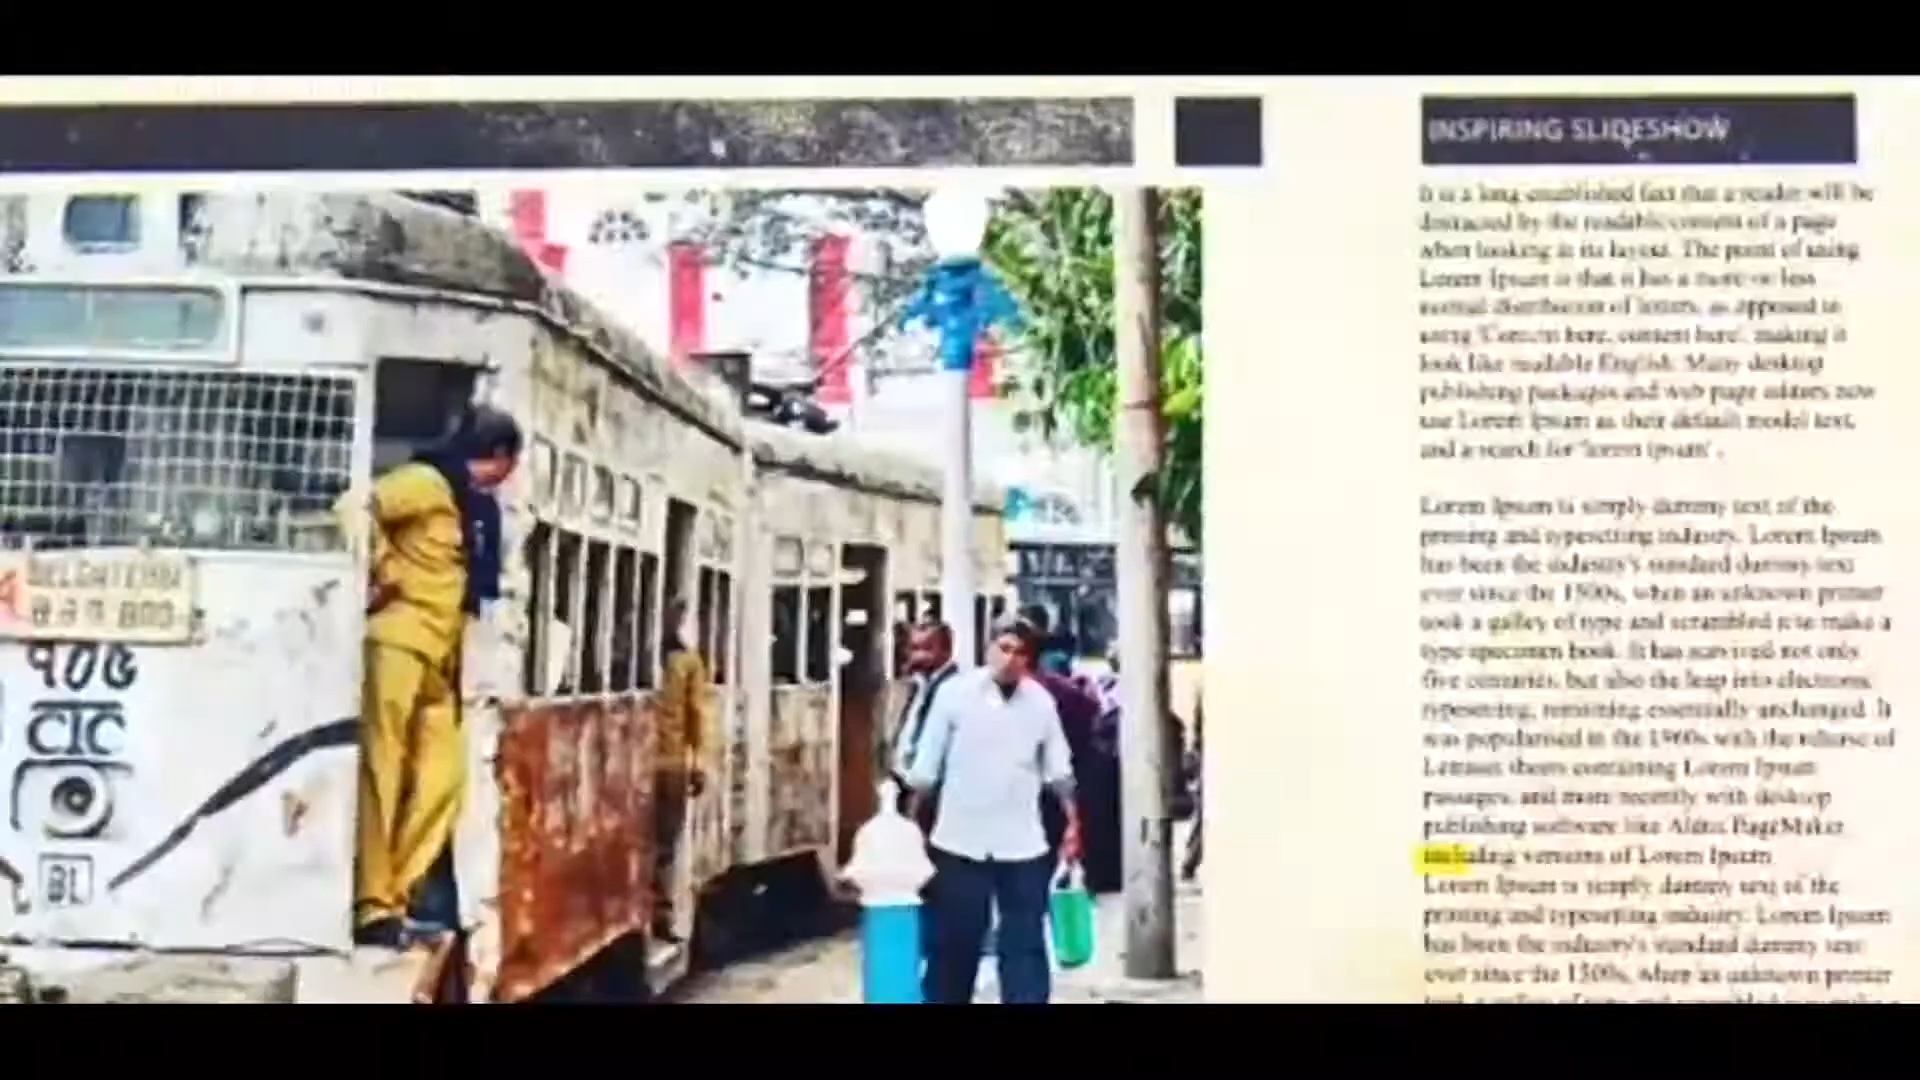 INSPIRING SLIDESHOW
It is a long established fact that a reader will be
distracted by the readable content of a page
when looking at its layout. The point of using
Lorem Ipsum is that it has a more-or-less
normal distribution of letters, as opposed to
using 'Content here, content here', making it
look like readable English. Many desktop
publishing packages and web page editors now
use Lorem Ipsum as their default model text,
and a search for 'lorem ipsum' .
Lorem Ipsum is simply dummy text of the
printing and typesetting industry. Lorem Ipsum
has been the industry's standard dummy text
ever since the 1500s, when an unknown printer
took a galley of type and scrambled it to make a
type specimen book. It has survived not only
five centuries, but also the leap into electronic
typesetting, remaining essentially unchanged. It
was popularised in the 1960s with the release of
Letraset sheets containing Lorem Ipsum
passages, and more recently with desktop
publishing software like Aldus PageMaker
including versions of Lorem Ipsum.
Lorem Ipsum is simply dummy text of the
printing and typesetting industry. Lorem Ipsum
has been the industry's standard dummy text
ever since the 1500s, when an unknown printer
BELGATCHIA
৭০৫
CTC
BL